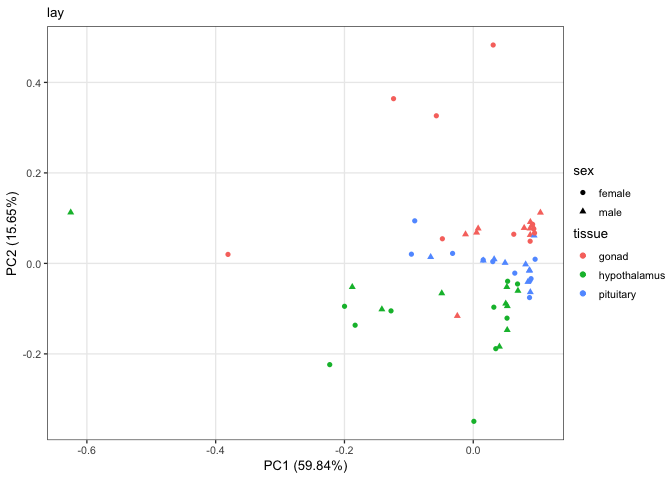 lay
0.4
0.2
0.0
-0.2
PC2 (15.65%)
-0.6
-0.4
-0.2
0.0
PC1 (59.84%)
sex
female
male
tissue
gonad
hypothalamus
pituitary